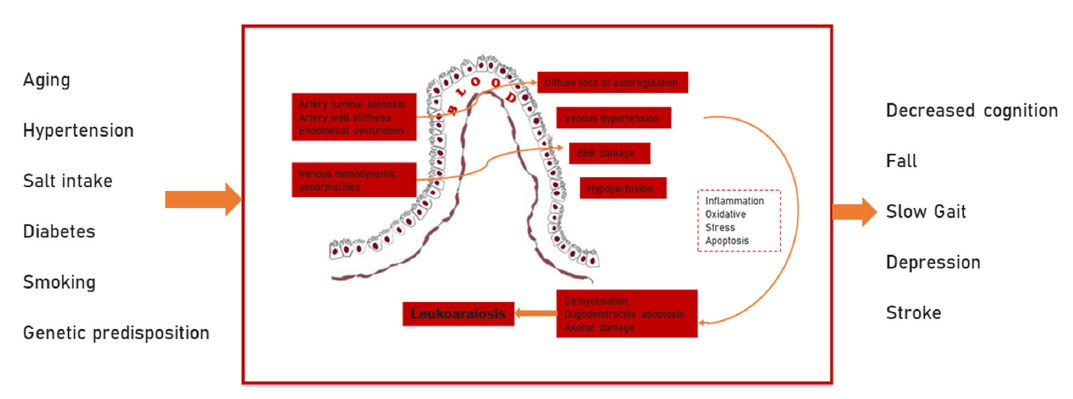 Aging
Hypertension
Salt intake
Diabetes
Smoking
Genetic predisposition
BLOOD
Artery luminal stenosis
Artery wall stiffness
Endothelial dysfunction
Venous hemodynamic
abnormalities
Diffuse loss of autoregulation
Venous hypertension
BBB damage
Hypoperfusion
Inflammation
Oxidative
Stress
Apoptosis
Demyelination
Oligodendrocyte apoptosis
Axonal damage
Leukoaraiosis
Decreased cognition
Fall
Slow Gait
Depression
Stroke